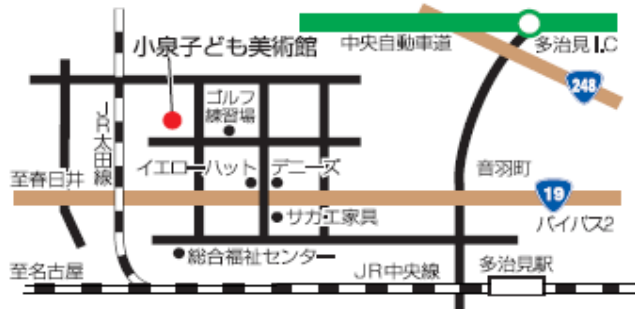 小泉子ども美術館
中央自動車道
多治見I.C
248
JR太田線
ゴルフ
練習場
至春日井
イエローハット
デニーズ
音羽町
19
バイパス2
サカエ家具
総合福祉センター
至名古屋
JR中央線
多治見駅